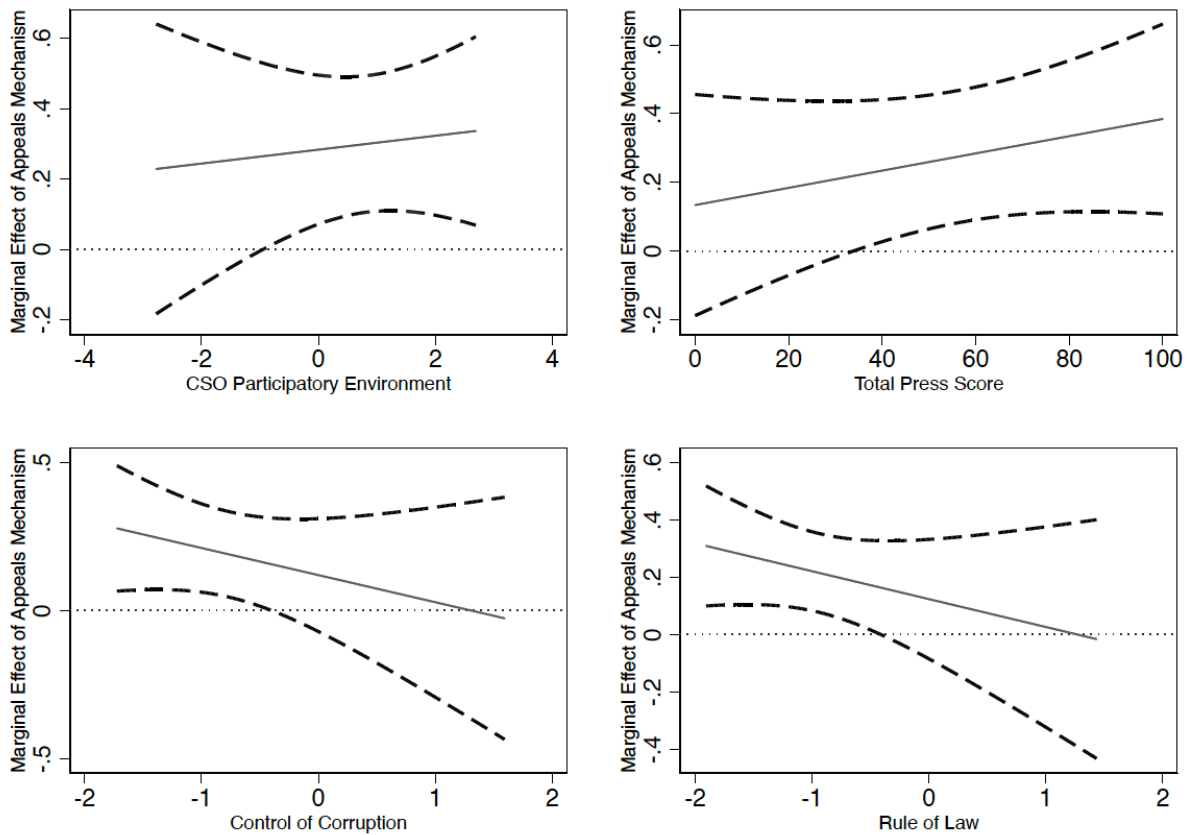 Marginal Effect of Appeals Mechanism
.6
.4
.2
0
-.2
-4 -2 0 2 4
CSO Participatory Environment
Marginal Effect of Appeals Mechanism
.6
.4
.2
0
-.2
0 20 40 60 80 100
Total Press Score
Marginal Effect of Appeals Mechanism
.5
0
-.5
-2 -1 0 1 2
Control of Corruption
Marginal Effect of Appeals Mechanism
.6
.4
.2
0
-.2
-.4
-2 -1 0 1 2
Rule of Law